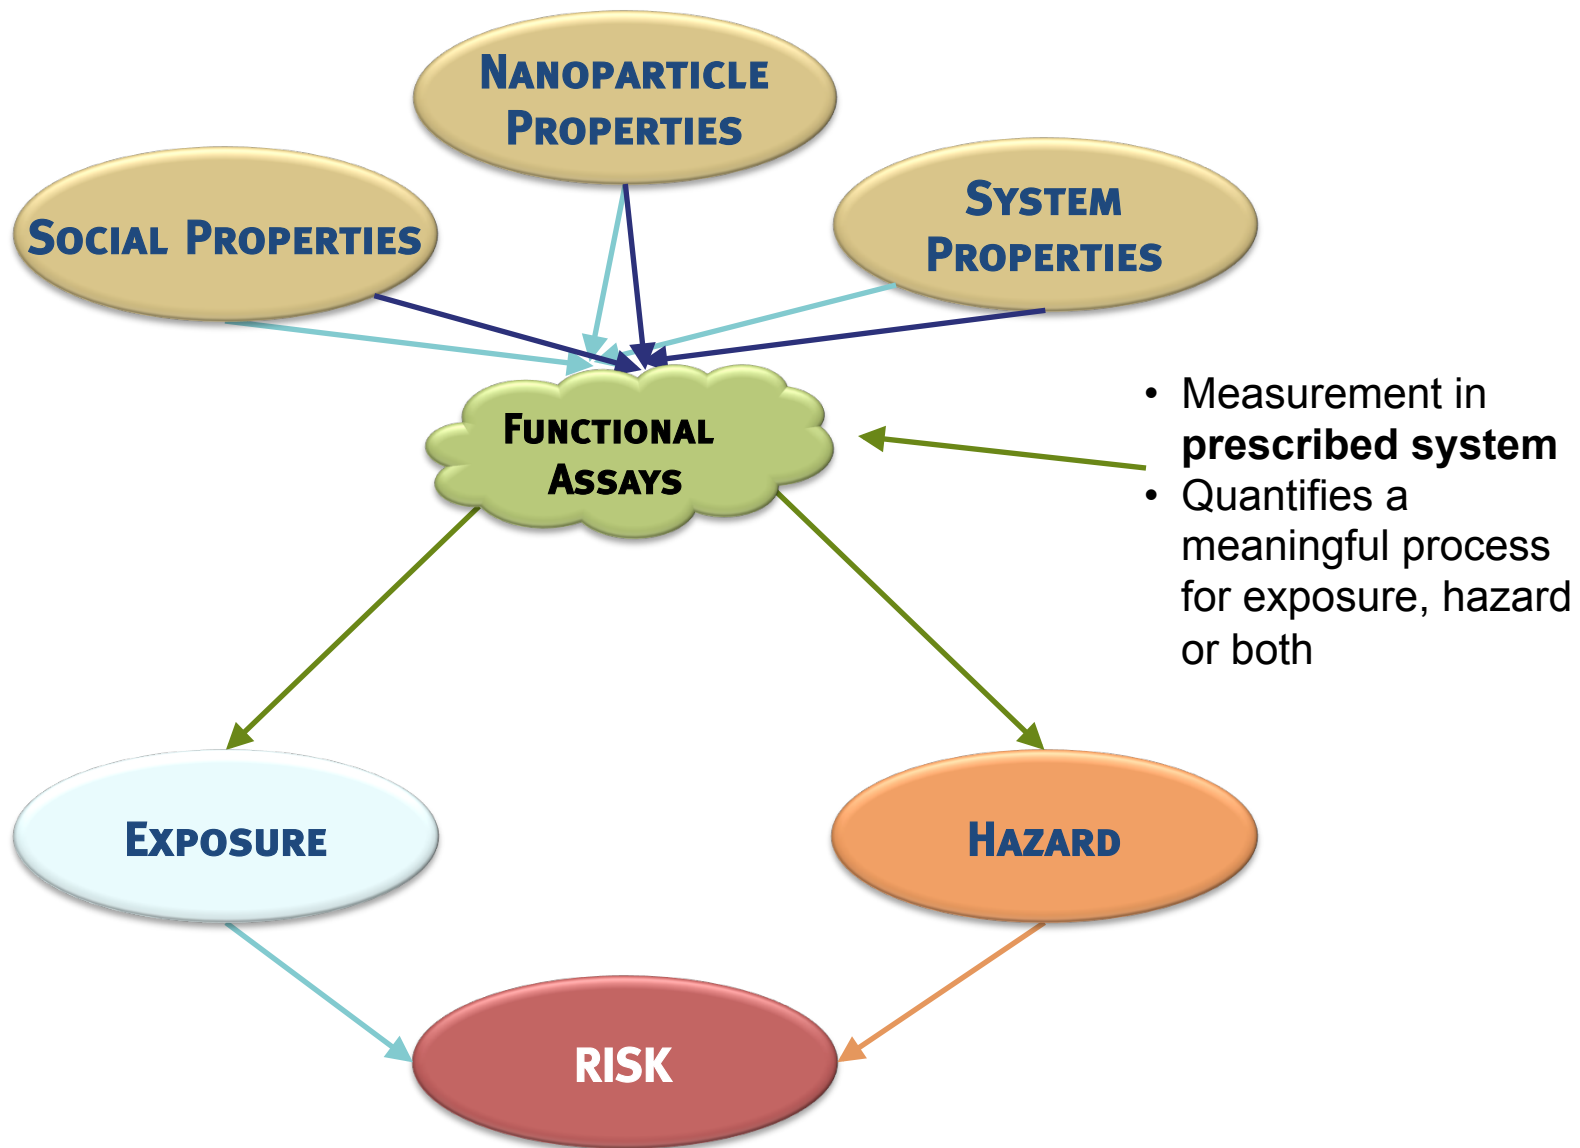 NANOPARTICLE
PROPERTIES
SOCIAL PROPERTIES
SYSTEM
PROPERTIES
FUNCTIONAL
ASSAYS
• Measurement in
prescribed system
• Quantifies a
meaningful process
for exposure, hazard
or both
EXPOSURE
HAZARD
RISK